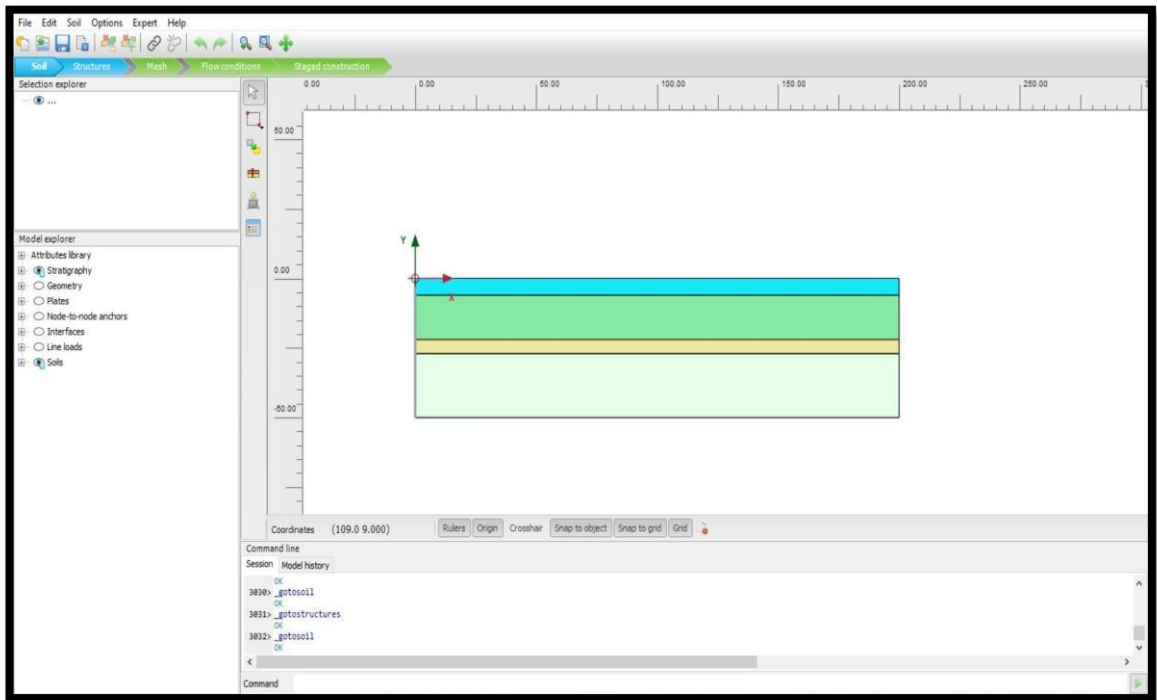 File Edit Soil Options Expert Help
Soil Structures Mesh Flow conditions Staged construction
Selection explorer
...
Model explorer
Attributes library
Stratigraphy
Geometry
Plates
Node-to-node anchors
Interfaces
Line loads
Soils
0.00 0.00 50.00 100.00 150.00 200.00 250.00
50.00
Y
0.00
X
-50.00
Coordinates (109.0 9.000) Rulers Origin Crosshair Snap to object Snap to grid Grid
Command line
Session Model history
OK
3030> _gotosoil
OK
3031> _gotostructures
OK
3032> _gotosoil
OK
Command